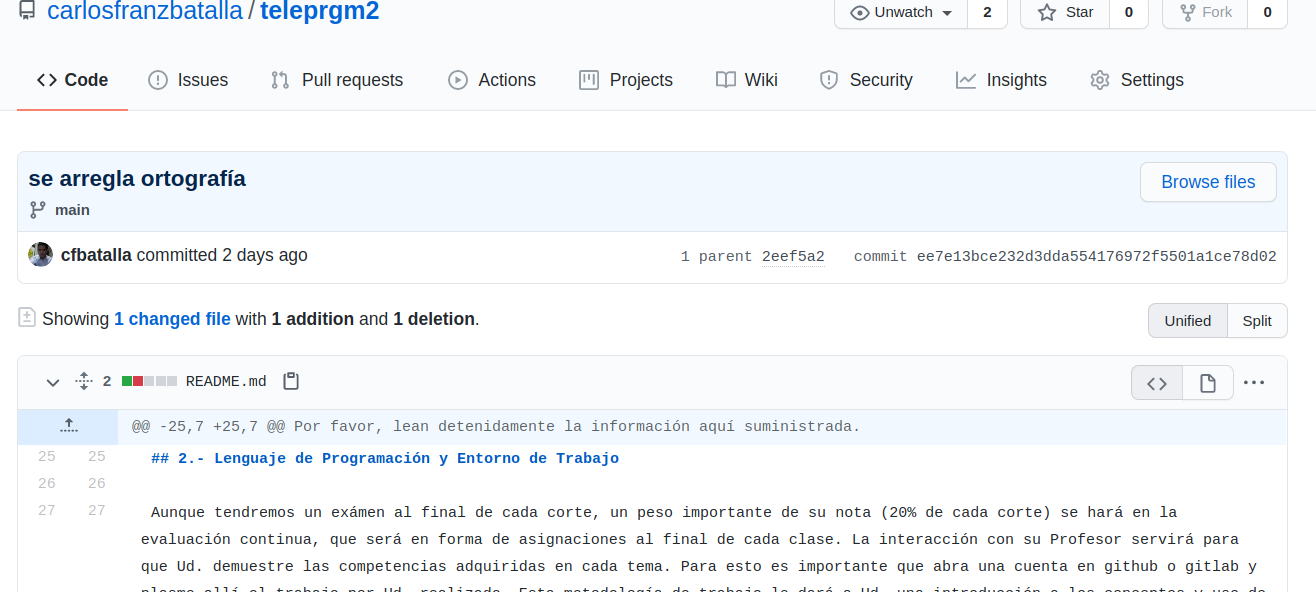 carlosfranzbatalla / teleprgm2 Unwatch 2 Star 0 Fork 0
Code Issues Pull requests Actions Projects Wiki Security Insights Settings
se arregla ortografía
Browse files
main
cfbatalla committed 2 days ago 1 parent 2eef5a2 commit ee7e13bce232d3dda554176972f5501a1ce78d02
Showing 1 changed file with 1 addition and 1 deletion. Unified Split
2 README.md
@@ -25,7 +25,7 @@ Por favor, lean detenidamente la información aquí suministrada.
25 25 ## 2.- Lenguaje de Programación y Entorno de Trabajo
26 26
27 27 Aunque tendremos un exámen al final de cada corte, un peso importante de su nota (20% de cada corte) se hará en la
evaluación continua, que será en forma de asignaciones al final de cada clase. La interacción con su Profesor servirá para
que Ud. demuestre las competencias adquiridas en cada tema. Para esto es importante que abra una cuenta en github o gitlab y